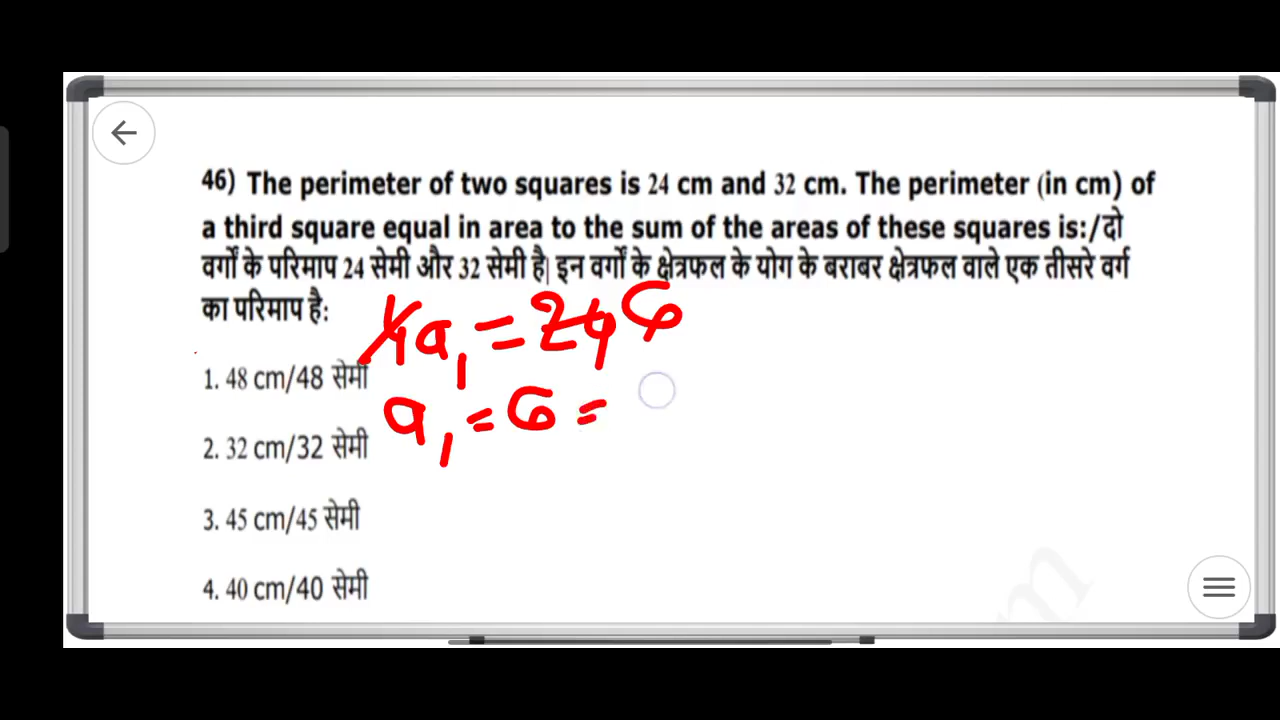 46) The perimeter of two squares is 24 cm and 32 cm. The perimeter (in cm) of
a third square equal in area to the sum of the areas of these squares is:/दो
वर्गों के परिमाप 24 सेमी और 32 सेमी है| इन वर्गों के क्षेत्रफल के योग के बराबर क्षेत्रफल वाले एक तीसरे वर्ग
का परिमाप है:
4a₁ = 24 6
1. 48 cm/48 सेमी
a₁ = 6 =
2. 32 cm/32 सेमी
3. 45 cm/45 सेमी
4. 40 cm/40 सेमी